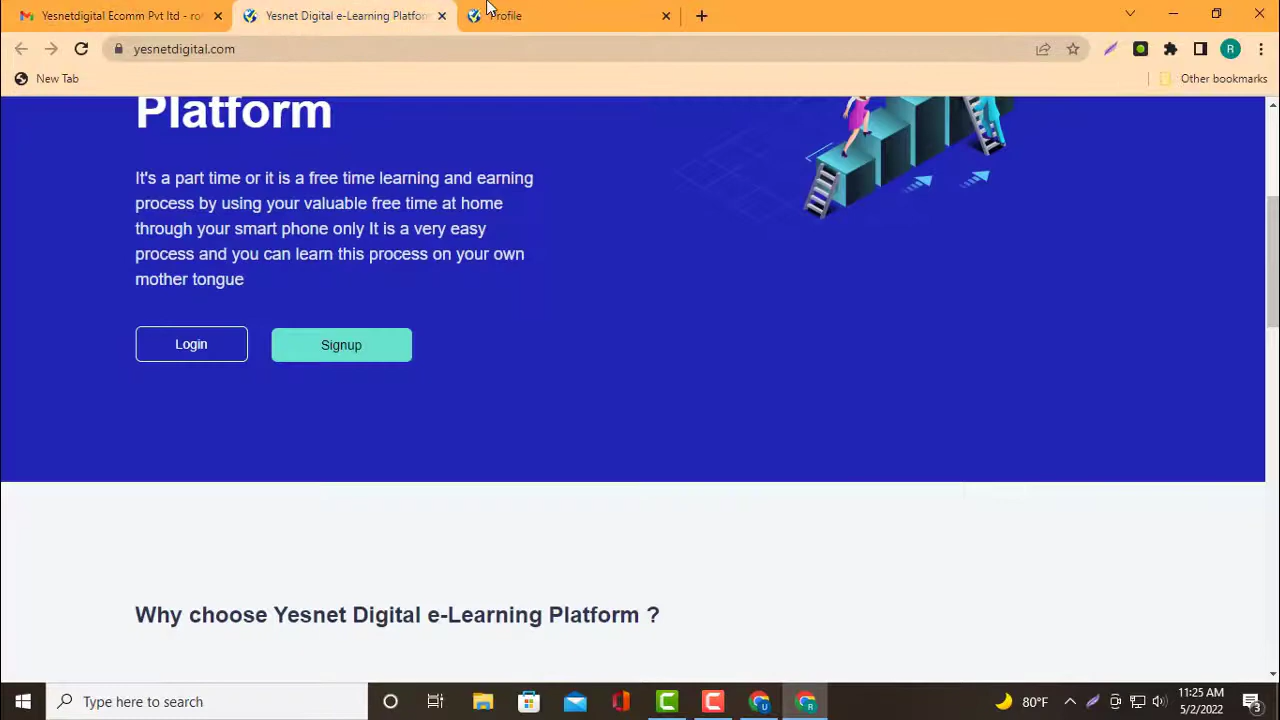 Yesnetdigital Ecomm Pvt ltd - ro
Yesnet Digital e-Learning Platform
Profile
yesnetdigital.com
R
New Tab
Other bookmarks
Platform
It's a part time or it is a free time learning and earning
process by using your valuable free time at home
through your smart phone only It is a very easy
process and you can learn this process on your own
mother tongue
Login
Signup
Why choose Yesnet Digital e-Learning Platform ?
Type here to search
80°F
11:25 AM
5/2/2022
3